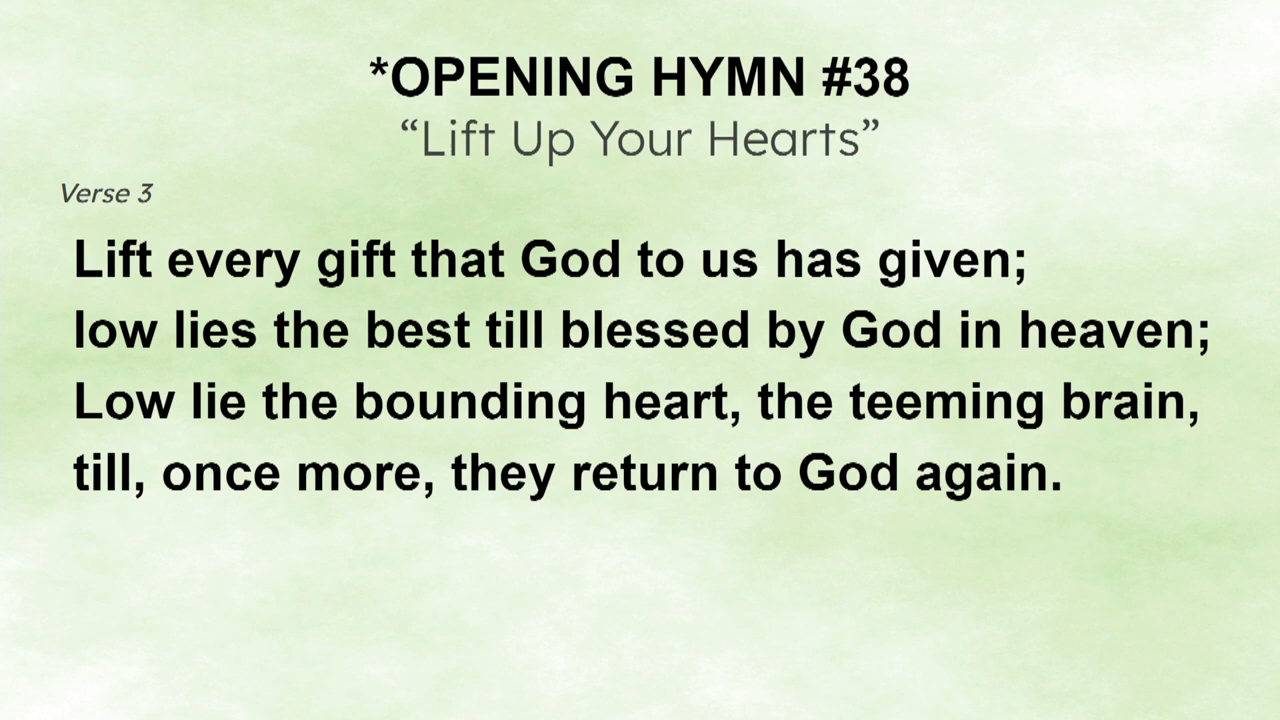 *OPENING HYMN #38
“Lift Up Your Hearts”
Verse 3
Lift every gift that God to us has given;
low lies the best till blessed by God in heaven;
Low lie the bounding heart, the teeming brain,
till, once more, they return to God again.